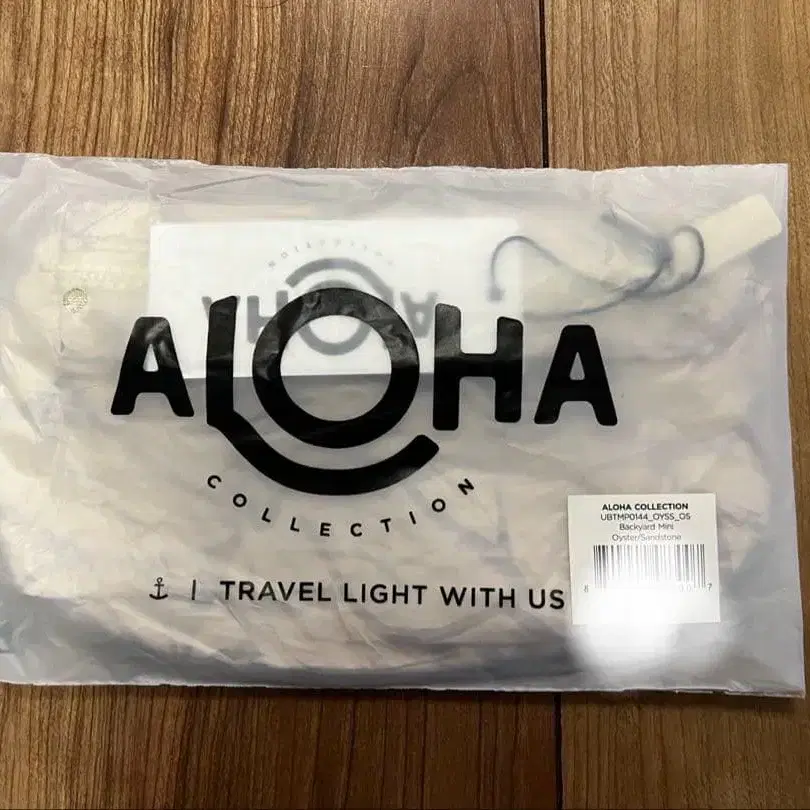 ALOHA
COLLECTION
⚓ | TRAVEL LIGHT WITH US
ALOHA COLLECTION
UBTMP0144_OYSS_OS
Backyard Mini
Oyster/Sandstone